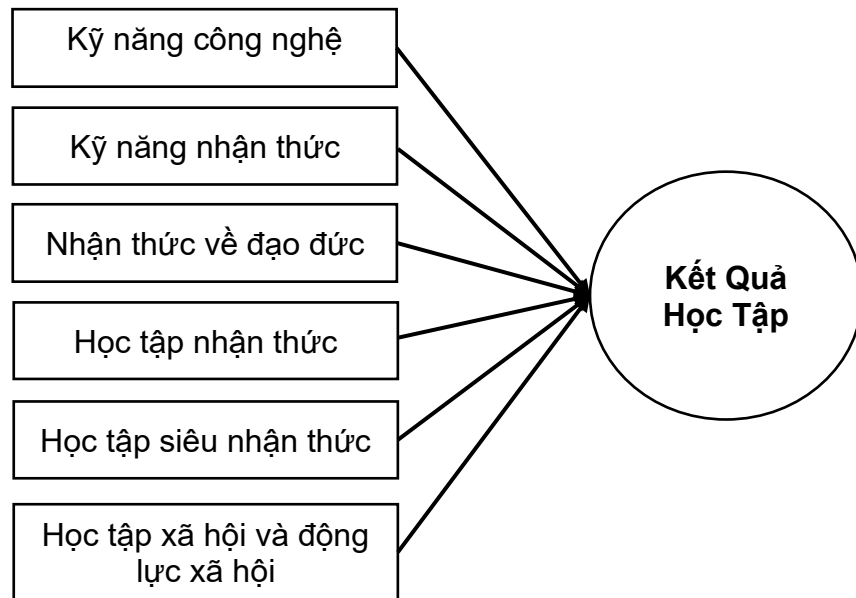 Kỹ năng công nghệ
Kỹ năng nhận thức
Nhận thức về đạo đức
Học tập nhận thức
Học tập siêu nhận thức
Học tập xã hội và động
lực xã hội
Kết Quả
Học Tập